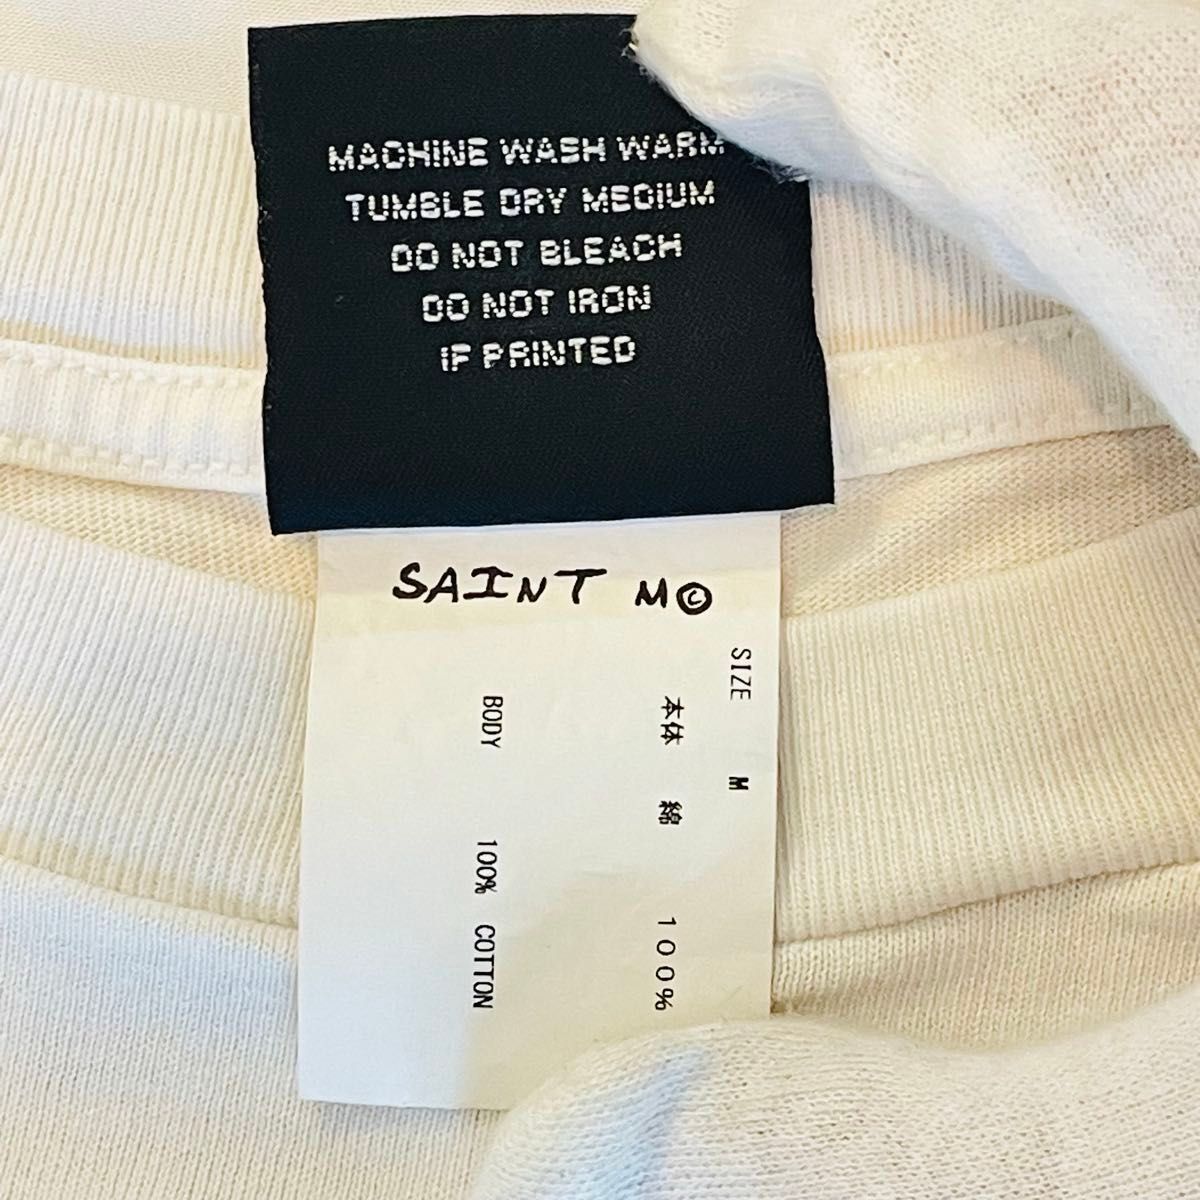 MACHINE WASH WARM
TUMBLE DRY MEDIUM
DO NOT BLEACH
DO NOT IRON
IF PRINTED
SAINT M©
SIZE M
本体 綿 100%
BODY 100% COTTON